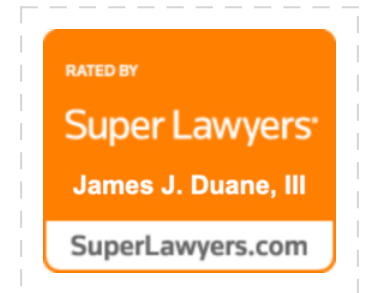 RATED BY
Super Lawyers®
James J. Duane, III
SuperLawyers.com